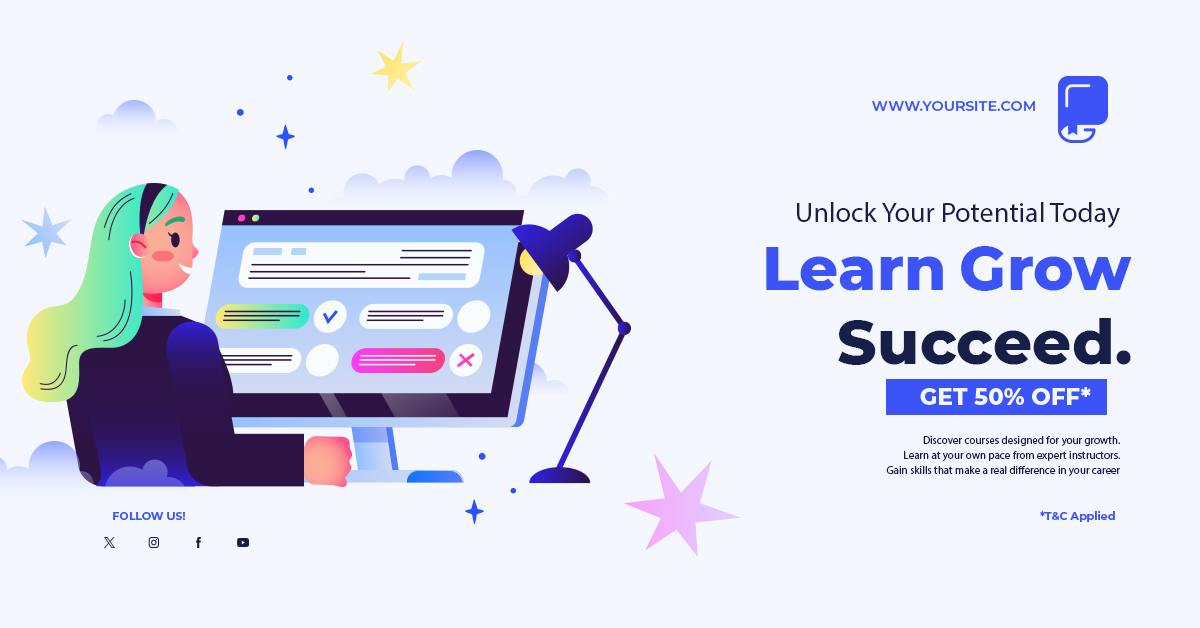 WWW.YOURSITE.COM
Unlock Your Potential Today
Learn Grow
Succeed.
GET 50% OFF*
Discover courses designed for your growth.
Learn at your own pace from expert instructors.
Gain skills that make a real difference in your career
*T&C Applied
FOLLOW US!